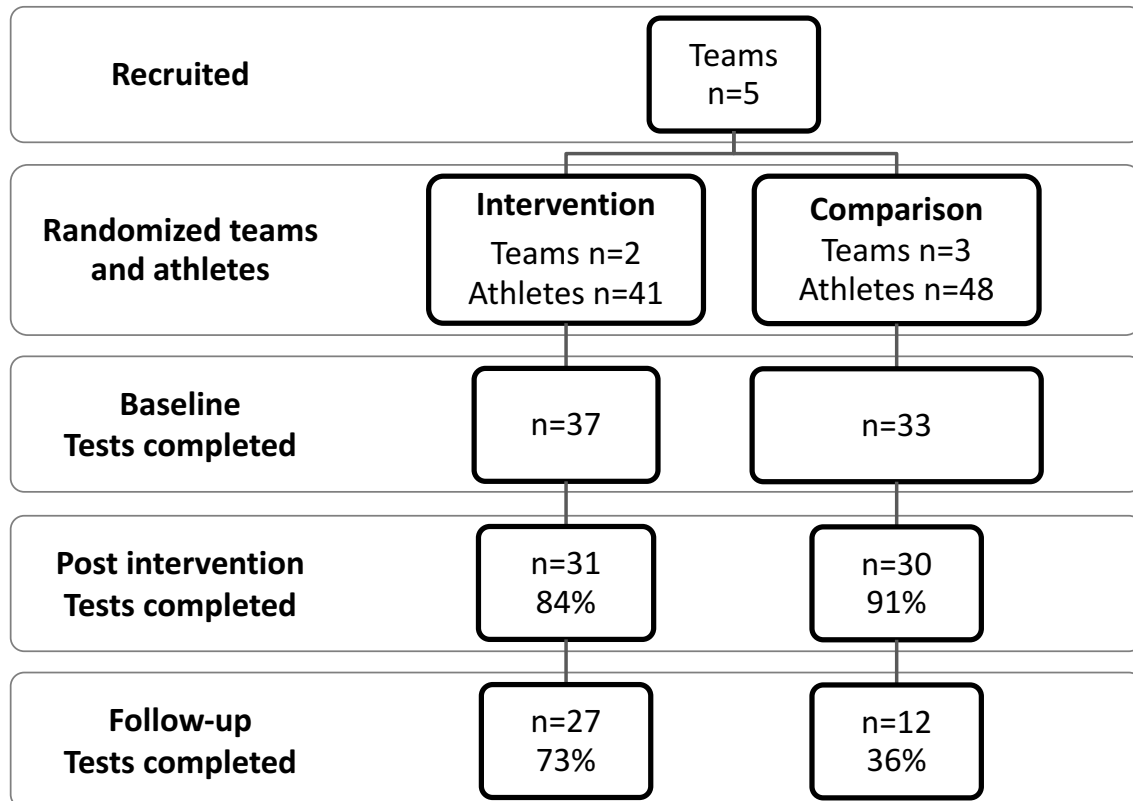 Recruited
Teams
n=5
Randomized teams
and athletes
Intervention
Teams n=2
Athletes n=41
Comparison
Teams n=3
Athletes n=48
Baseline
Tests completed
n=37
n=33
Post intervention
Tests completed
n=31
84%
n=30
91%
Follow-up
Tests completed
n=27
73%
n=12
36%